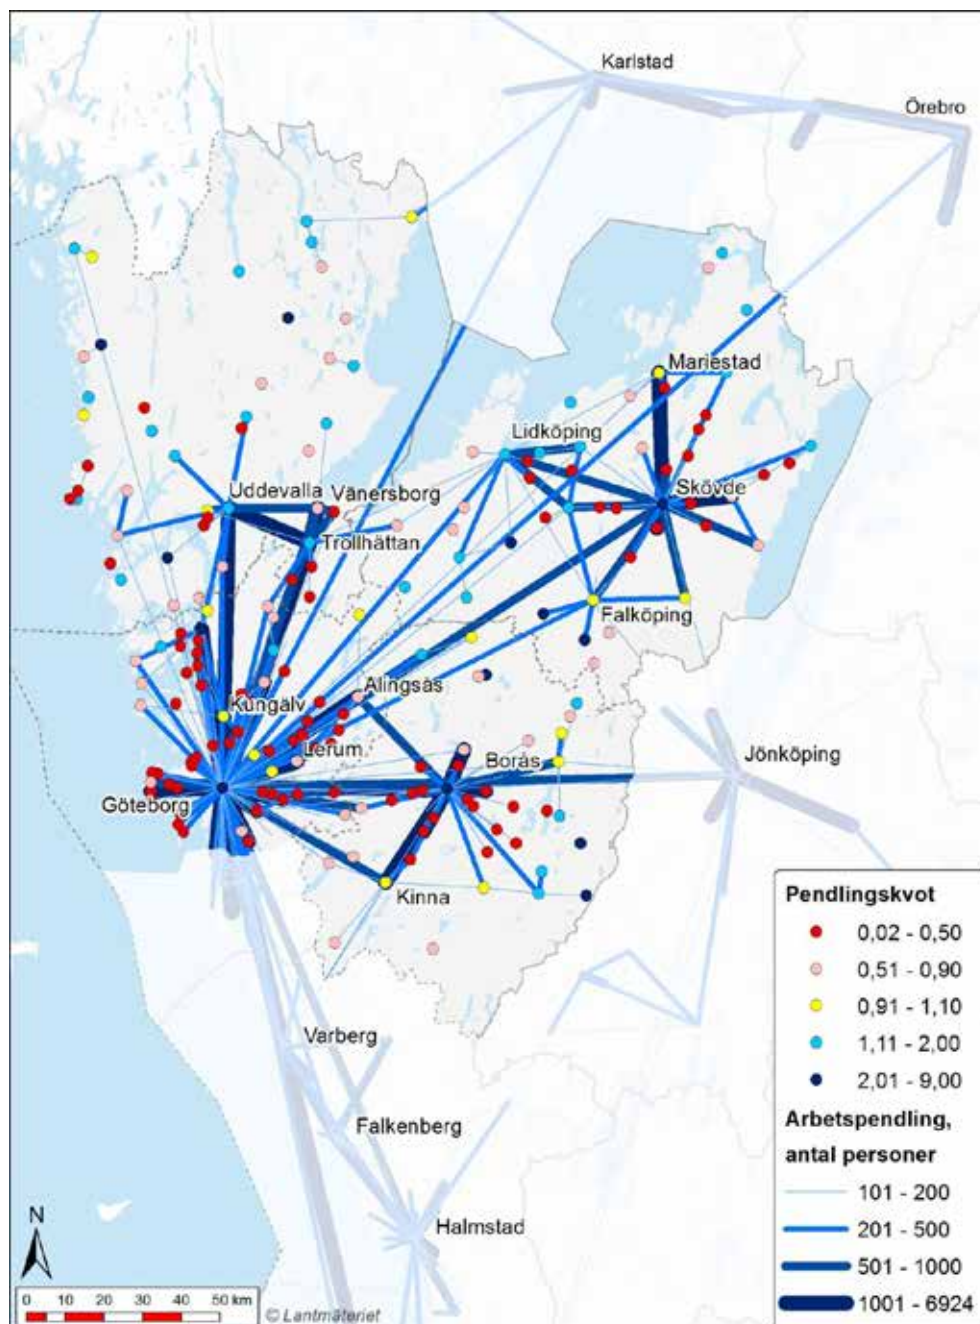 Karlstad
Örebro
Mariestad
Lidköping
Uddevalla
Vänersborg
Skövde
Trollhättan
Falköping
Alingsås
Kungälv
Lerum
Borås
Jönköping
Göteborg
Kinna
Varberg
Falkenberg
Halmstad
Pendlingskvot
0,02 - 0,50
0,51 - 0,90
0,91 - 1,10
1,11 - 2,00
2,01 - 9,00
Arbetspendling,
antal personer
101 - 200
201 - 500
501 - 1000
1001 - 6924
N
0 10 20 30 40 50 km
© Lantmäteriet